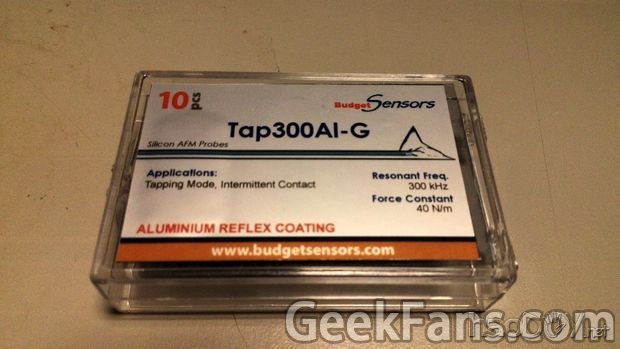 10 pcs
Budget Sensors
Tap300Al-G
Silicon AFM Probes
Applications:
Tapping Mode, Intermittent Contact
Resonant Freq.
300 kHz
Force Constant
40 N/m
ALUMINIUM REFLEX COATING
www.budgetsensors.com
GeekFans.com